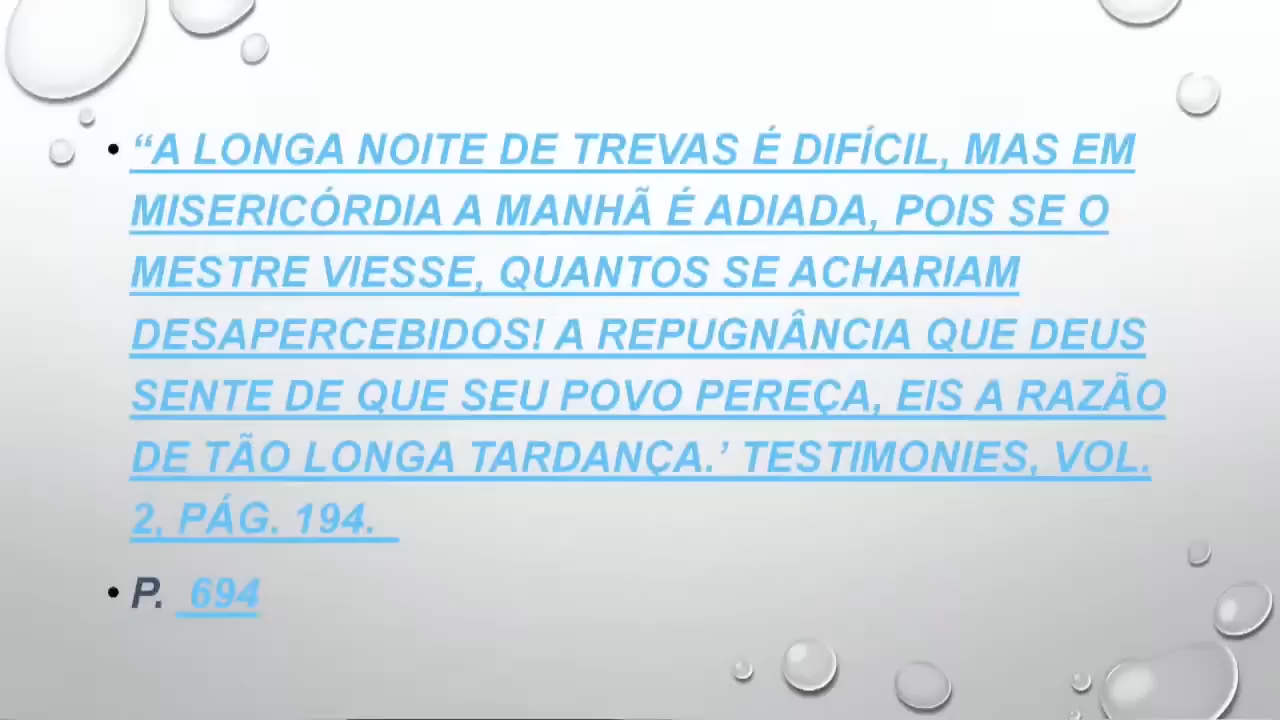 • “A LONGA NOITE DE TREVAS É DIFÍCIL, MAS EM
MISERICÓRDIA A MANHÃ É ADIADA, POIS SE O
MESTRE VIESSE, QUANTOS SE ACHARIAM
DESAPERCEBIDOS! A REPUGNÂNCIA QUE DEUS
SENTE DE QUE SEU POVO PEREÇA, EIS A RAZÃO
DE TÃO LONGA TARDANÇA.’ TESTIMONIES, VOL.
2, PÁG. 194.
• P. 694